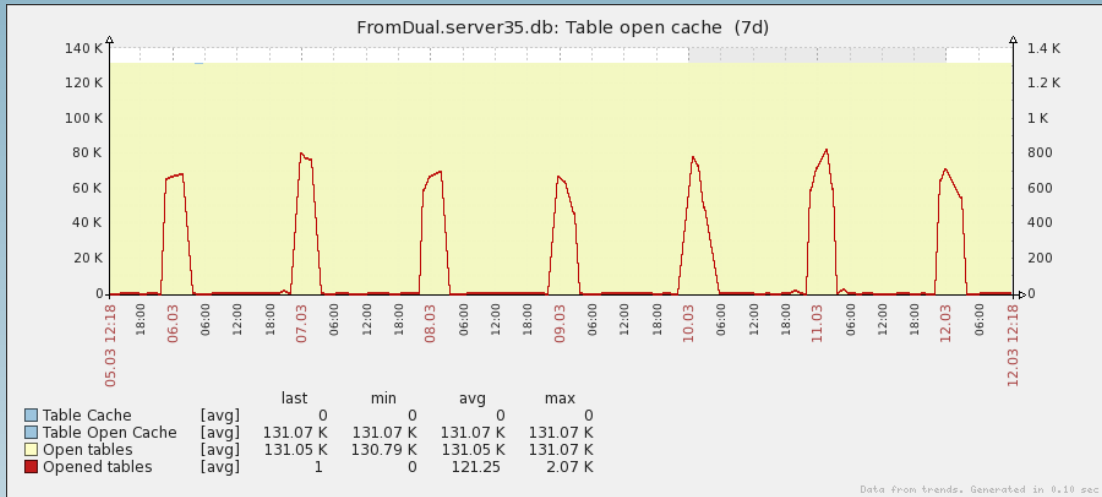 FromDual.server35.db: Table open cache (7d)
140 K 1.4 K
120 K 1.2 K
100 K 1 K
80 K 800
60 K 600
40 K 400
20 K 200
0 0
05.03 12:18 18:00 06.03 06:00 12:00 18:00 07.03 06:00 12:00 18:00 08.03 06:00 12:00 18:00 09.03 06:00 12:00 18:00 10.03 06:00 12:00 18:00 11.03 06:00 12:00 18:00 12.03 06:00 12.03 12:18
last min avg max
Table Cache [avg] 0 0 0 0
Table Open Cache [avg] 131.07 K 131.07 K 131.07 K 131.07 K
Open tables [avg] 131.05 K 130.79 K 131.05 K 131.07 K
Opened tables [avg] 1 0 121.25 2.07 K
Data from trends. Generated in 0.10 sec